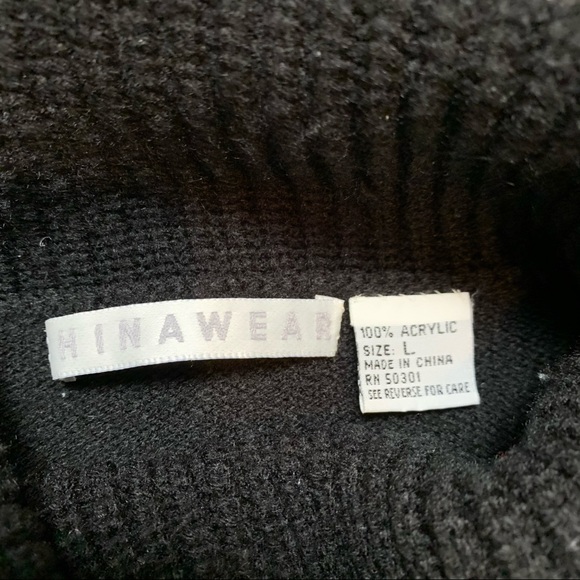 HINAWEAR
100% ACRYLIC
SIZE: L
MADE IN CHINA
RN 50301
SEE REVERSE FOR CARE